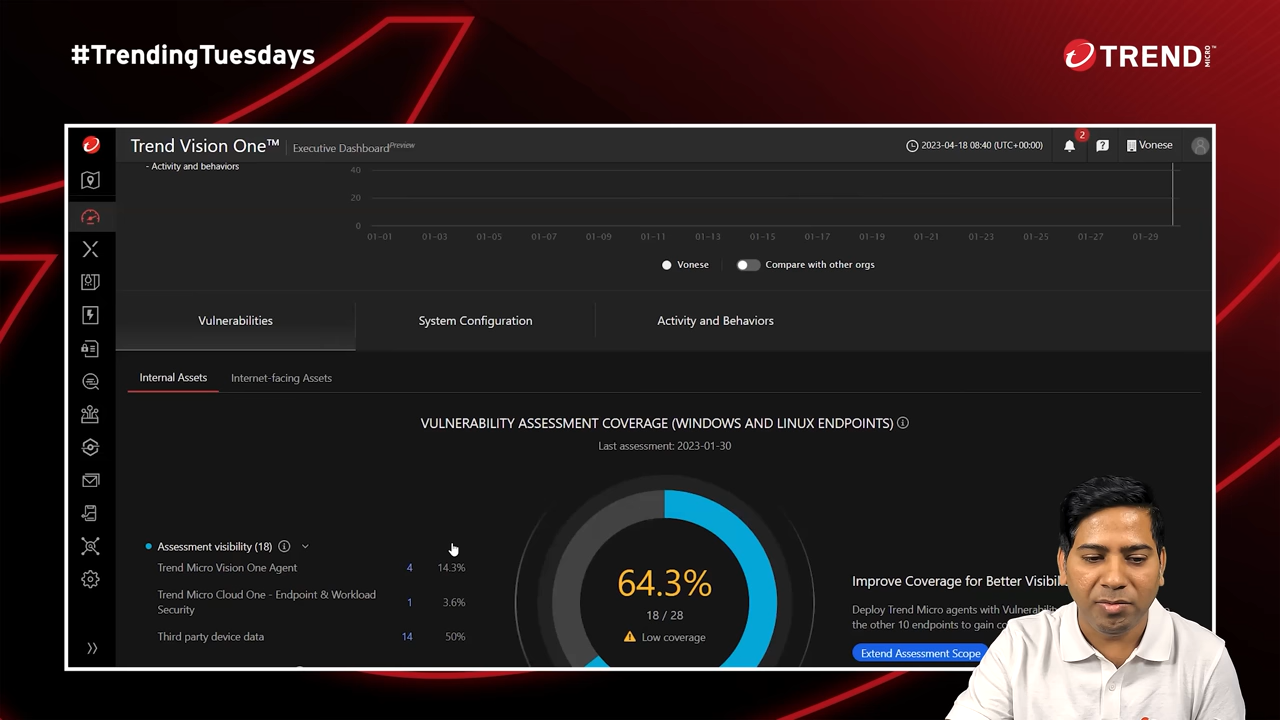 #TrendingTuesdays
TREND MICRO™
Trend Vision One™ Executive Dashboard Preview
2023-04-18 08:40 (UTC+00:00)
2
Vonese
- Activity and behaviors
40
20
0
01-01 01-03 01-05 01-07 01-09 01-11 01-13 01-15 01-17 01-19 01-21 01-23 01-25 01-27 01-29
Vonese Compare with other orgs
Vulnerabilities System Configuration Activity and Behaviors
Internal Assets Internet-facing Assets
VULNERABILITY ASSESSMENT COVERAGE (WINDOWS AND LINUX ENDPOINTS)
Last assessment: 2023-01-30
Assessment visibility (18)
Trend Micro Vision One Agent 4 14.3%
Trend Micro Cloud One - Endpoint & Workload
Security 1 3.6%
Third party device data 14 50%
64.3%
18 / 28
Low coverage
Improve Coverage for Better
Deploy Trend Micro agents with
the other 10 endpoints to gain
Extend Assessment Scope